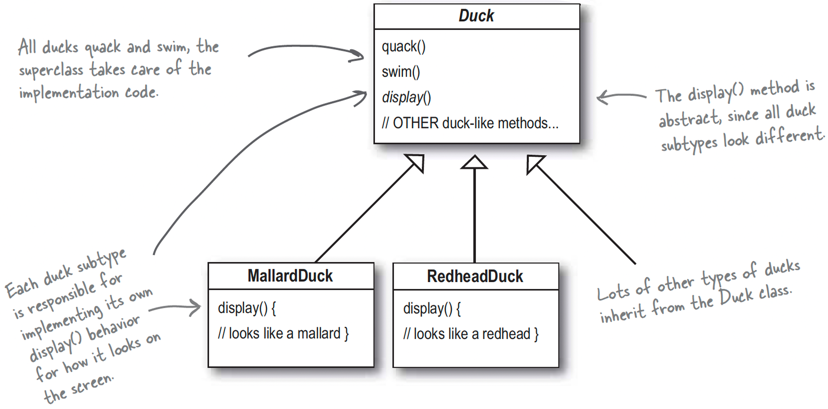 Duck
quack()
swim()
display()
// OTHER duck-like methods...
All ducks quack and swim, the
superclass takes care of the
implementation code.
The display() method is
abstract, since all duck
subtypes look different.
Each duck subtype
is responsible for
implementing its own
display() behavior
for how it looks on
the screen.
MallardDuck
display() {
// looks like a mallard }
RedheadDuck
display() {
// looks like a redhead }
Lots of other types of ducks
inherit from the Duck class.